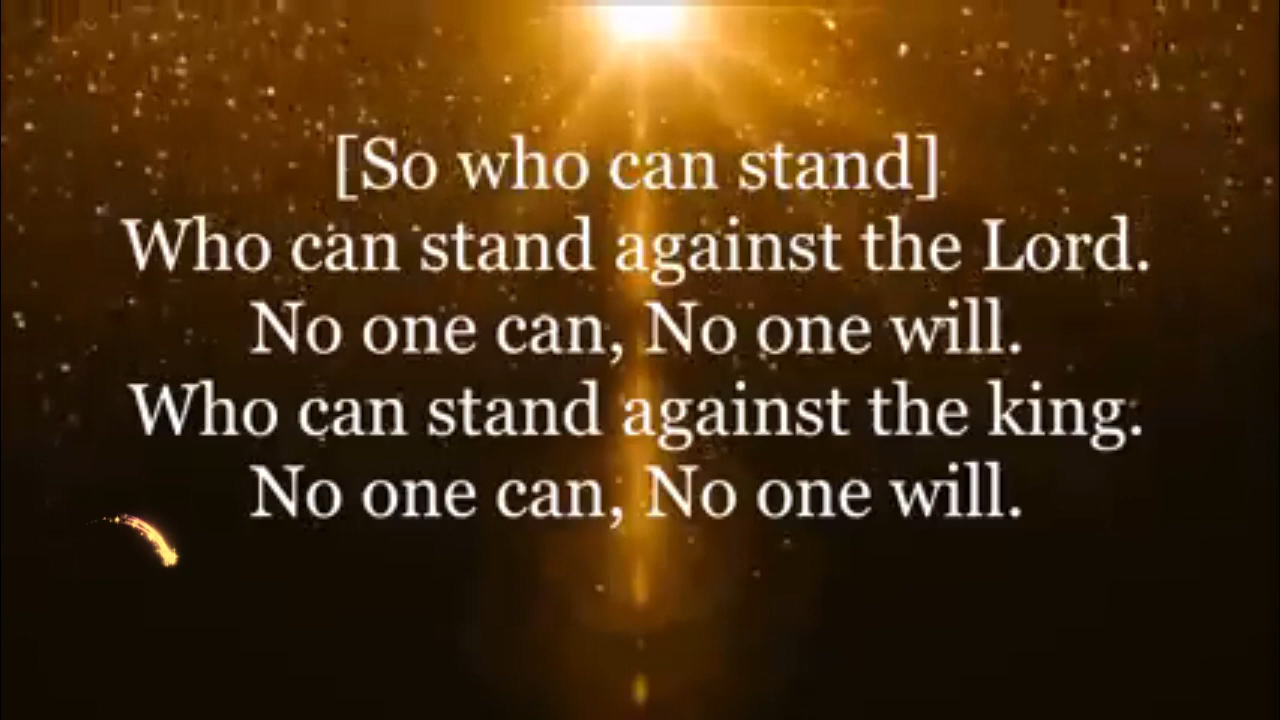 [So who can stand]
Who can stand against the Lord.
No one can, No one will.
Who can stand against the king.
No one can, No one will.